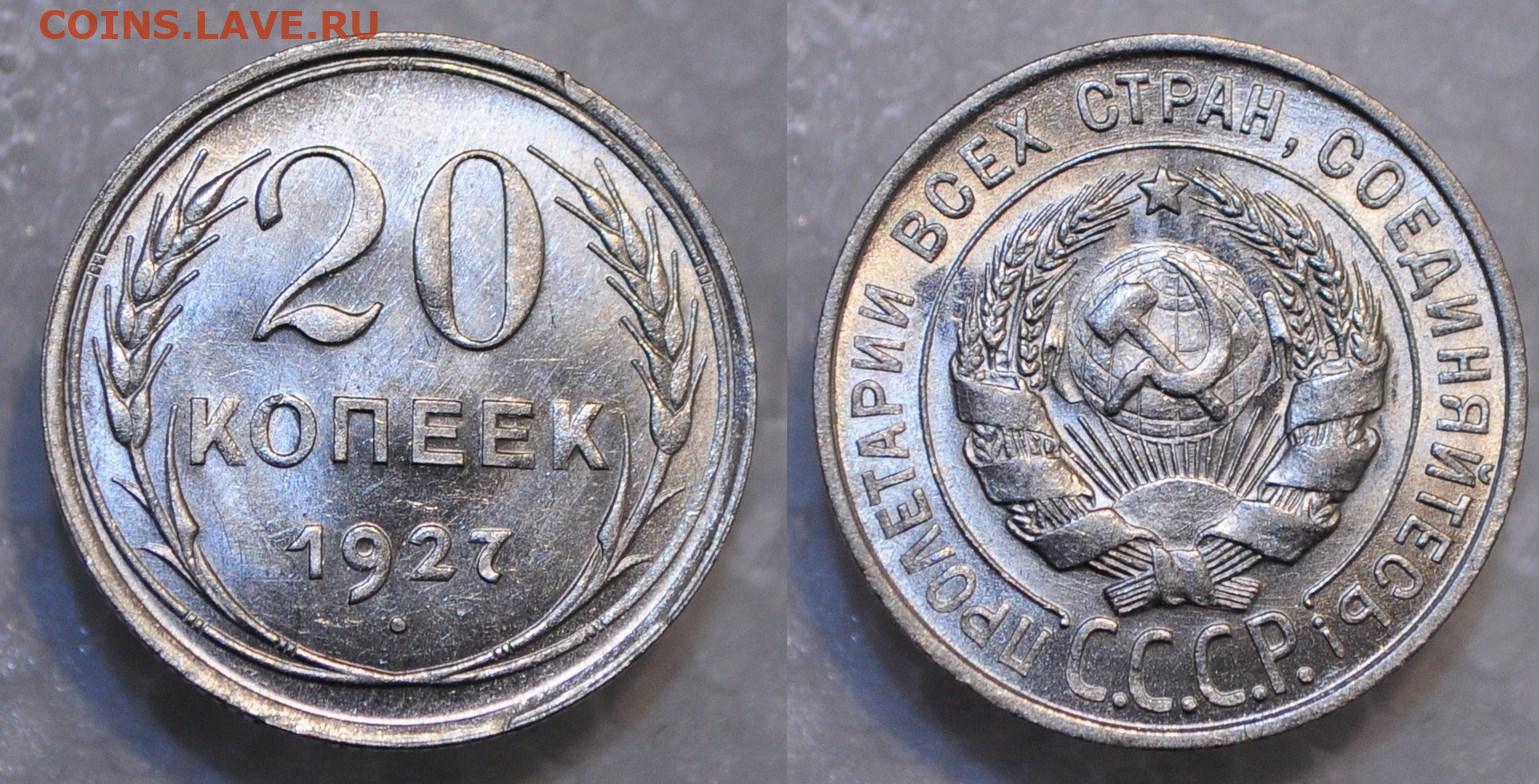 COINS.LAVE.RU
20
КОПЕЕК
1927
ПРОЛЕТАРИИ ВСЕХ СТРАН, СОЕДИНЯЙТЕСЬ!
С.С.С.Р.